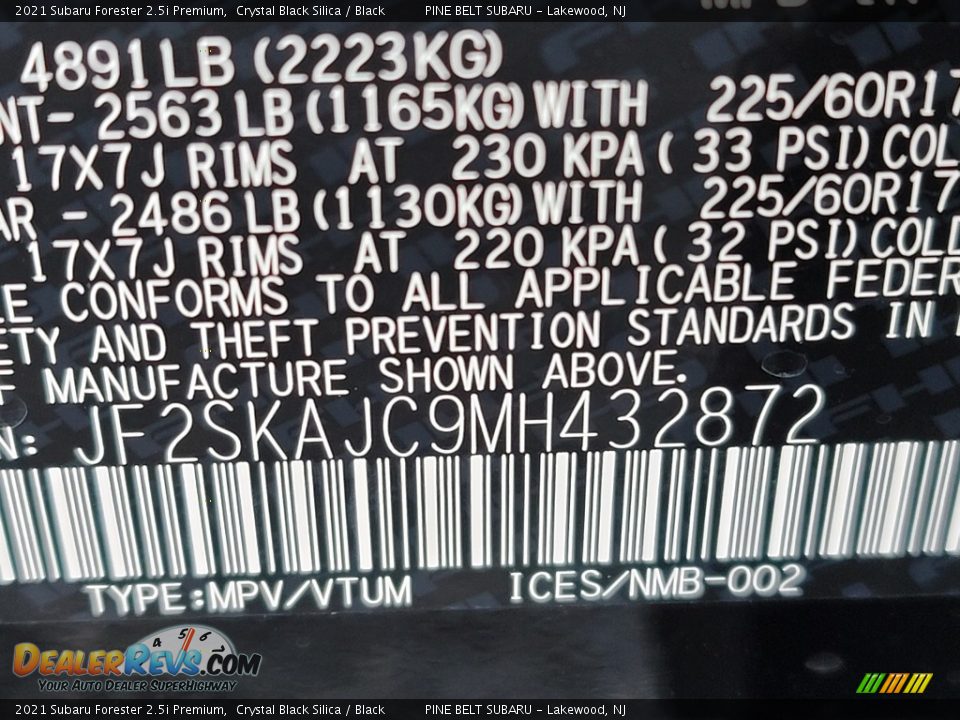 2021 Subaru Forester 2.5i Premium, Crystal Black Silica / Black PINE BELT SUBARU - Lakewood, NJ
4891LB (2223KG)
NT- 2563 LB (1165KG) WITH 225/60R17
17X7J RIMS AT 230 KPA ( 33 PSI) COL
AR - 2486 LB (1130KG) WITH 225/60R17
17X7J RIMS AT 220 KPA ( 32 PSI) COLD
LE CONFORMS TO ALL APPLICABLE FEDER
ETY AND THEFT PREVENTION STANDARDS IN
F MANUFACTURE SHOWN ABOVE.
N: JF2SKAJC9MH432872
TYPE:MPV/VTUM ICES/NMB-002
4 5 6
DEALERREVS.COM
YOUR AUTO DEALER SUPERHIGHWAY
2021 Subaru Forester 2.5i Premium, Crystal Black Silica / Black PINE BELT SUBARU - Lakewood, NJ